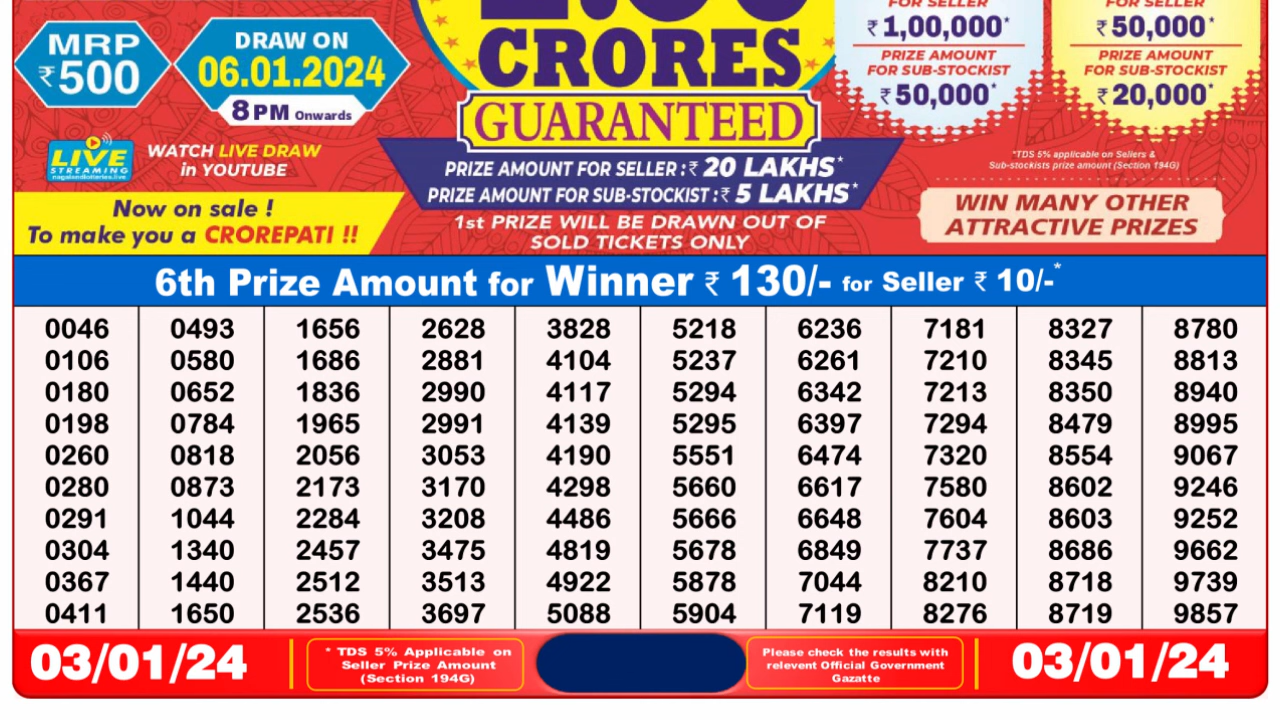 FOR SELLER
FOR SELLER
₹ 1,00,000*
₹ 50,000*
MRP
₹500
DRAW ON
06.01.2024
8PM Onwards
CRORES
GUARANTEED
PRIZE AMOUNT
FOR SUB-STOCKIST
₹ 50,000*
PRIZE AMOUNT
FOR SUB-STOCKIST
₹ 20,000*
LIVE
STREAMING
nagalandlotteries.live
WATCH LIVE DRAW
in YOUTUBE
PRIZE AMOUNT FOR SELLER :₹ 20 LAKHS*
PRIZE AMOUNT FOR SUB-STOCKIST :₹ 5 LAKHS*
*TDS 5% applicable on Sellers &
Sub-stockists prize amount (Section 194G)
Now on sale !
To make you a CROREPATI !!
1st PRIZE WILL BE DRAWN OUT OF
SOLD TICKETS ONLY
WIN MANY OTHER
ATTRACTIVE PRIZES
6th Prize Amount for Winner ₹ 130/- for Seller ₹ 10/-*
0046 0493 1656 2628 3828 5218 6236 7181 8327 8780
0106 0580 1686 2881 4104 5237 6261 7210 8345 8813
0180 0652 1836 2990 4117 5294 6342 7213 8350 8940
0198 0784 1965 2991 4139 5295 6397 7294 8479 8995
0260 0818 2056 3053 4190 5551 6474 7320 8554 9067
0280 0873 2173 3170 4298 5660 6617 7580 8602 9246
0291 1044 2284 3208 4486 5666 6648 7604 8603 9252
0304 1340 2457 3475 4819 5678 6849 7737 8686 9662
0367 1440 2512 3513 4922 5878 7044 8210 8718 9739
0411 1650 2536 3697 5088 5904 7119 8276 8719 9857
03/01/24
* TDS 5% Applicable on
Seller Prize Amount
(Section 194G)
Please check the results with
relevent Official Government
Gazatte
03/01/24